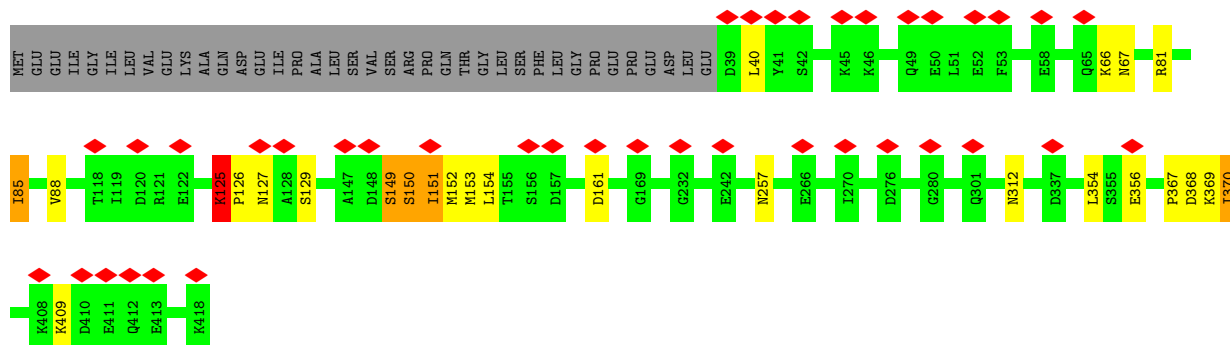 MET GLU GLU ILE GLY ILE LEU VAL GLU LYS ALA GLN ASP GLU ILE PRO ALA LEU SER VAL SER ARG PRO GLN THR GLY LEU SER PHE LEU GLY PRO GLU PRO GLU ASP LEU GLU D39 L40 Y41 S42 K45 K46 Q49 E50 L51 E52 F53 E58 Q65 K66 N67 R81
I85 V88 T118 I119 D120 R121 E122 K125 P126 N127 A128 S129 A147 D148 S149 S150 I151 M152 M153 L154 T155 S156 D157 D161 G169 G232 E242 N257 E266 I270 D276 G280 Q301 N312 D337 L354 S355 E356 P367 D368 K369 I370
K408 K409 D410 E411 Q412 E413 K418